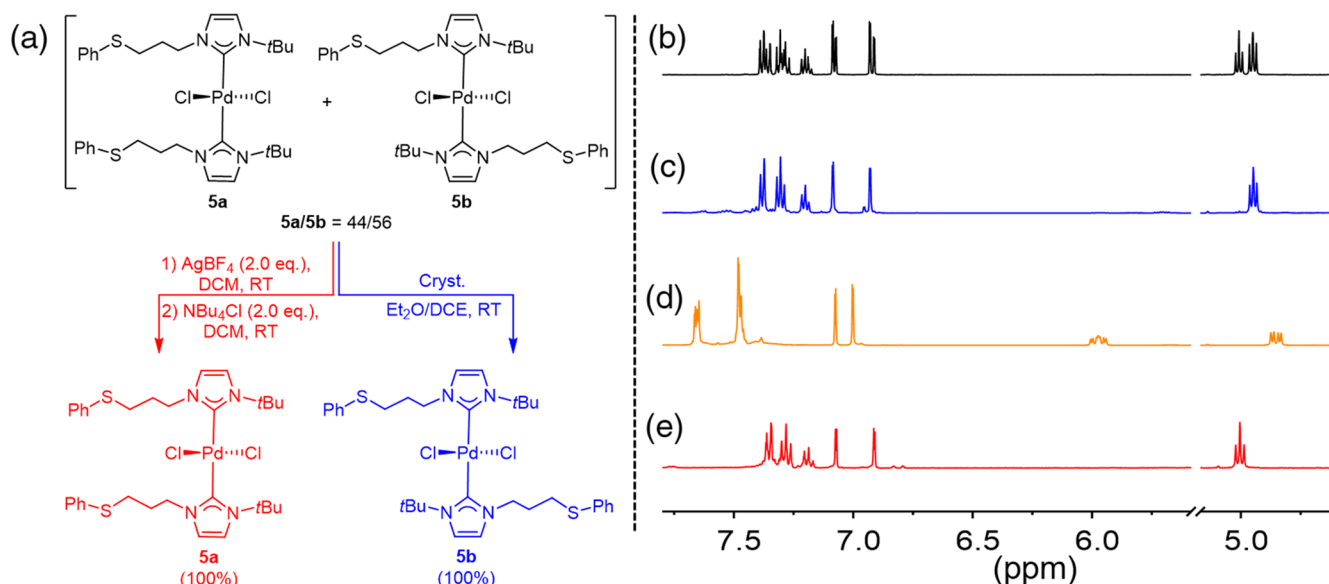 (a)
Ph S N N tBu
Cl Pd Cl
Ph S N N tBu
5a
+
Ph S N N tBu
Cl Pd Cl
tBu N N S Ph
5b
5a/5b = 44/56
1) AgBF4 (2.0 eq.),
DCM, RT
2) NBu4Cl (2.0 eq.),
DCM, RT
Cryst.
Et2O/DCE, RT
Ph S N N tBu
Cl Pd Cl
Ph S N N tBu
5a
(100%)
Ph S N N tBu
Cl Pd Cl
tBu N N S Ph
5b
(100%)
(b)
(c)
(d)
(e)
7.5 7.0 6.5 6.0 5.0
(ppm)